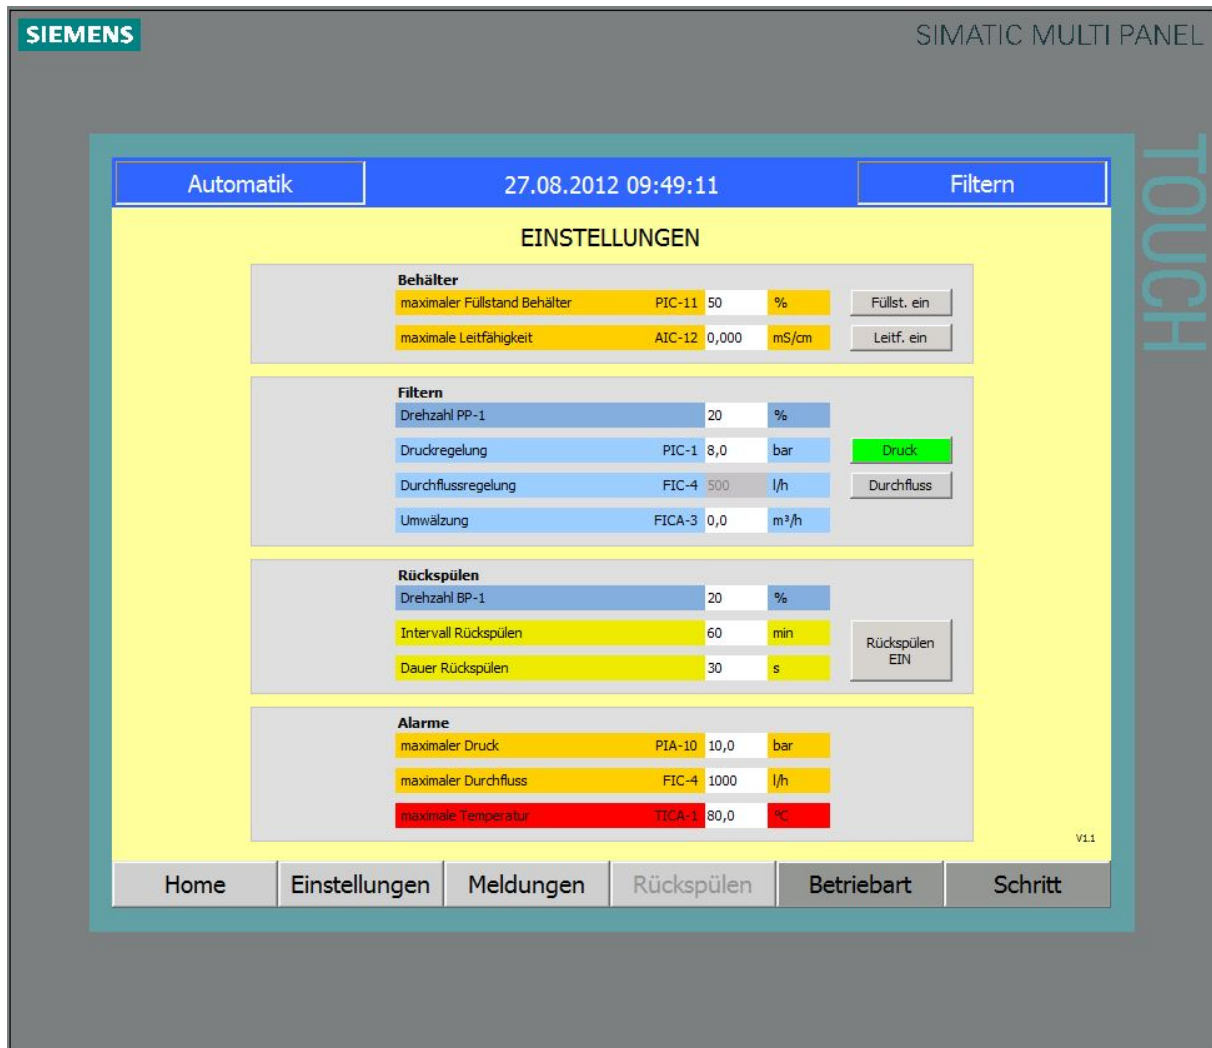 SIEMENS
SIMATIC MULTI PANEL
TOUCH
Automatik 27.08.2012 09:49:11 Filtern
EINSTELLUNGEN
Behälter
maximaler Füllstand Behälter PIC-11 50 % Füllst. ein
maximale Leitfähigkeit AIC-12 0,000 mS/cm Leitf. ein
Filtern
Drehzahl PP-1 20 %
Druckregelung PIC-1 8,0 bar Druck
Durchflussregelung FIC-4 500 l/h Durchfluss
Umwälzung FICA-3 0,0 m³/h
Rückspülen
Drehzahl BP-1 20 %
Intervall Rückspülen 60 min
Rückspülen
EIN
Dauer Rückspülen 30 s
Alarme
maximaler Druck PIA-10 10,0 bar
maximaler Durchfluss FIC-4 1000 l/h
maximale Temperatur TICA-1 80,0 °C
V1.1
Home Einstellungen Meldungen Rückspülen Betriebart Schritt